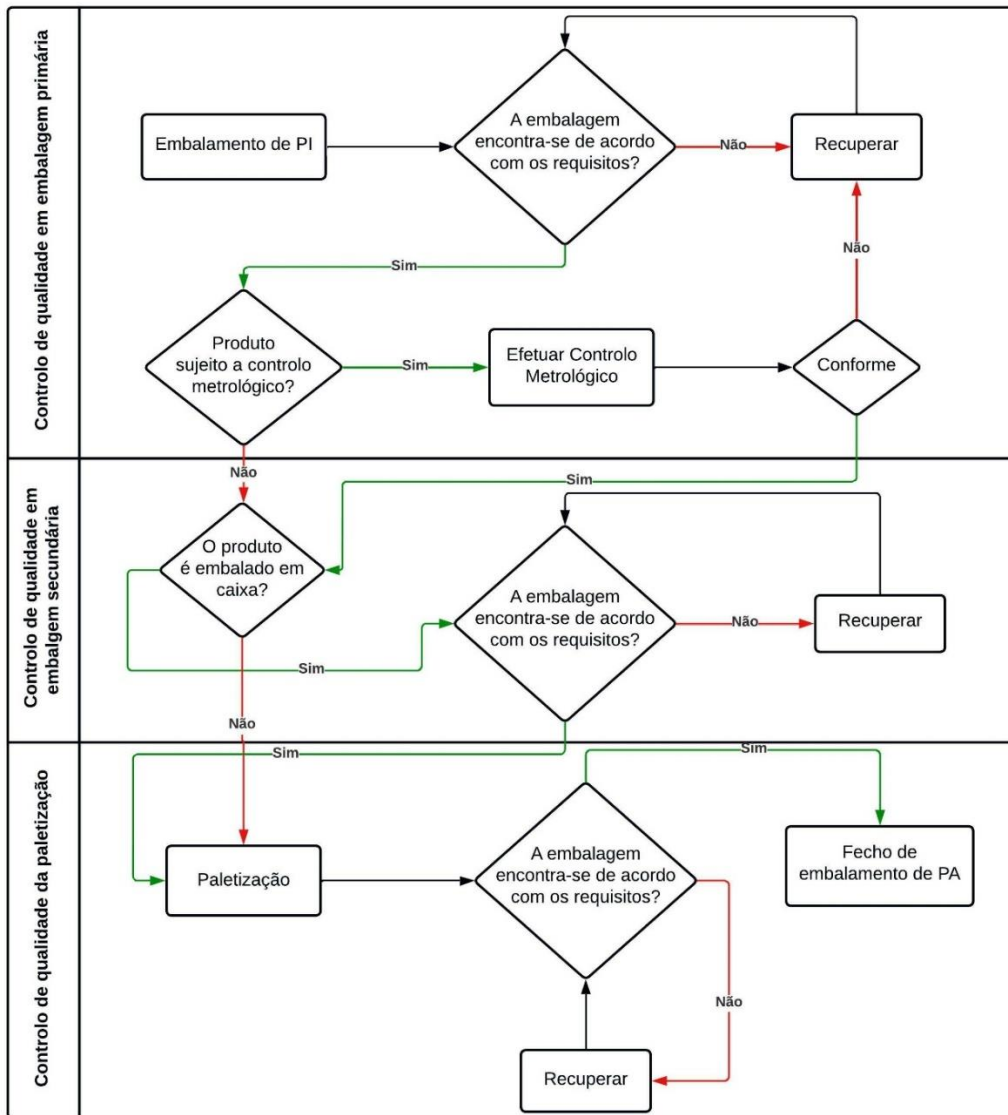 Controlo de qualidade em embalagem primária
Embalamento de PI
A embalagem
encontra-se de acordo
com os requisitos?
Não
Recuperar
Sim
Não
Produto
sujeito a controlo
metrológico?
Sim
Efetuar Controlo
Metrológico
Conforme
Não
Sim
Controlo de qualidade em
embalgem secundária
O produto
é embalado em
caixa?
Sim
A embalagem
encontra-se de acordo
com os requisitos?
Não
Recuperar
Não
Sim
Controlo de qualidade da paletização
Paletização
A embalagem
encontra-se de acordo
com os requisitos?
Sim
Fecho de
embalamento de PA
Não
Recuperar